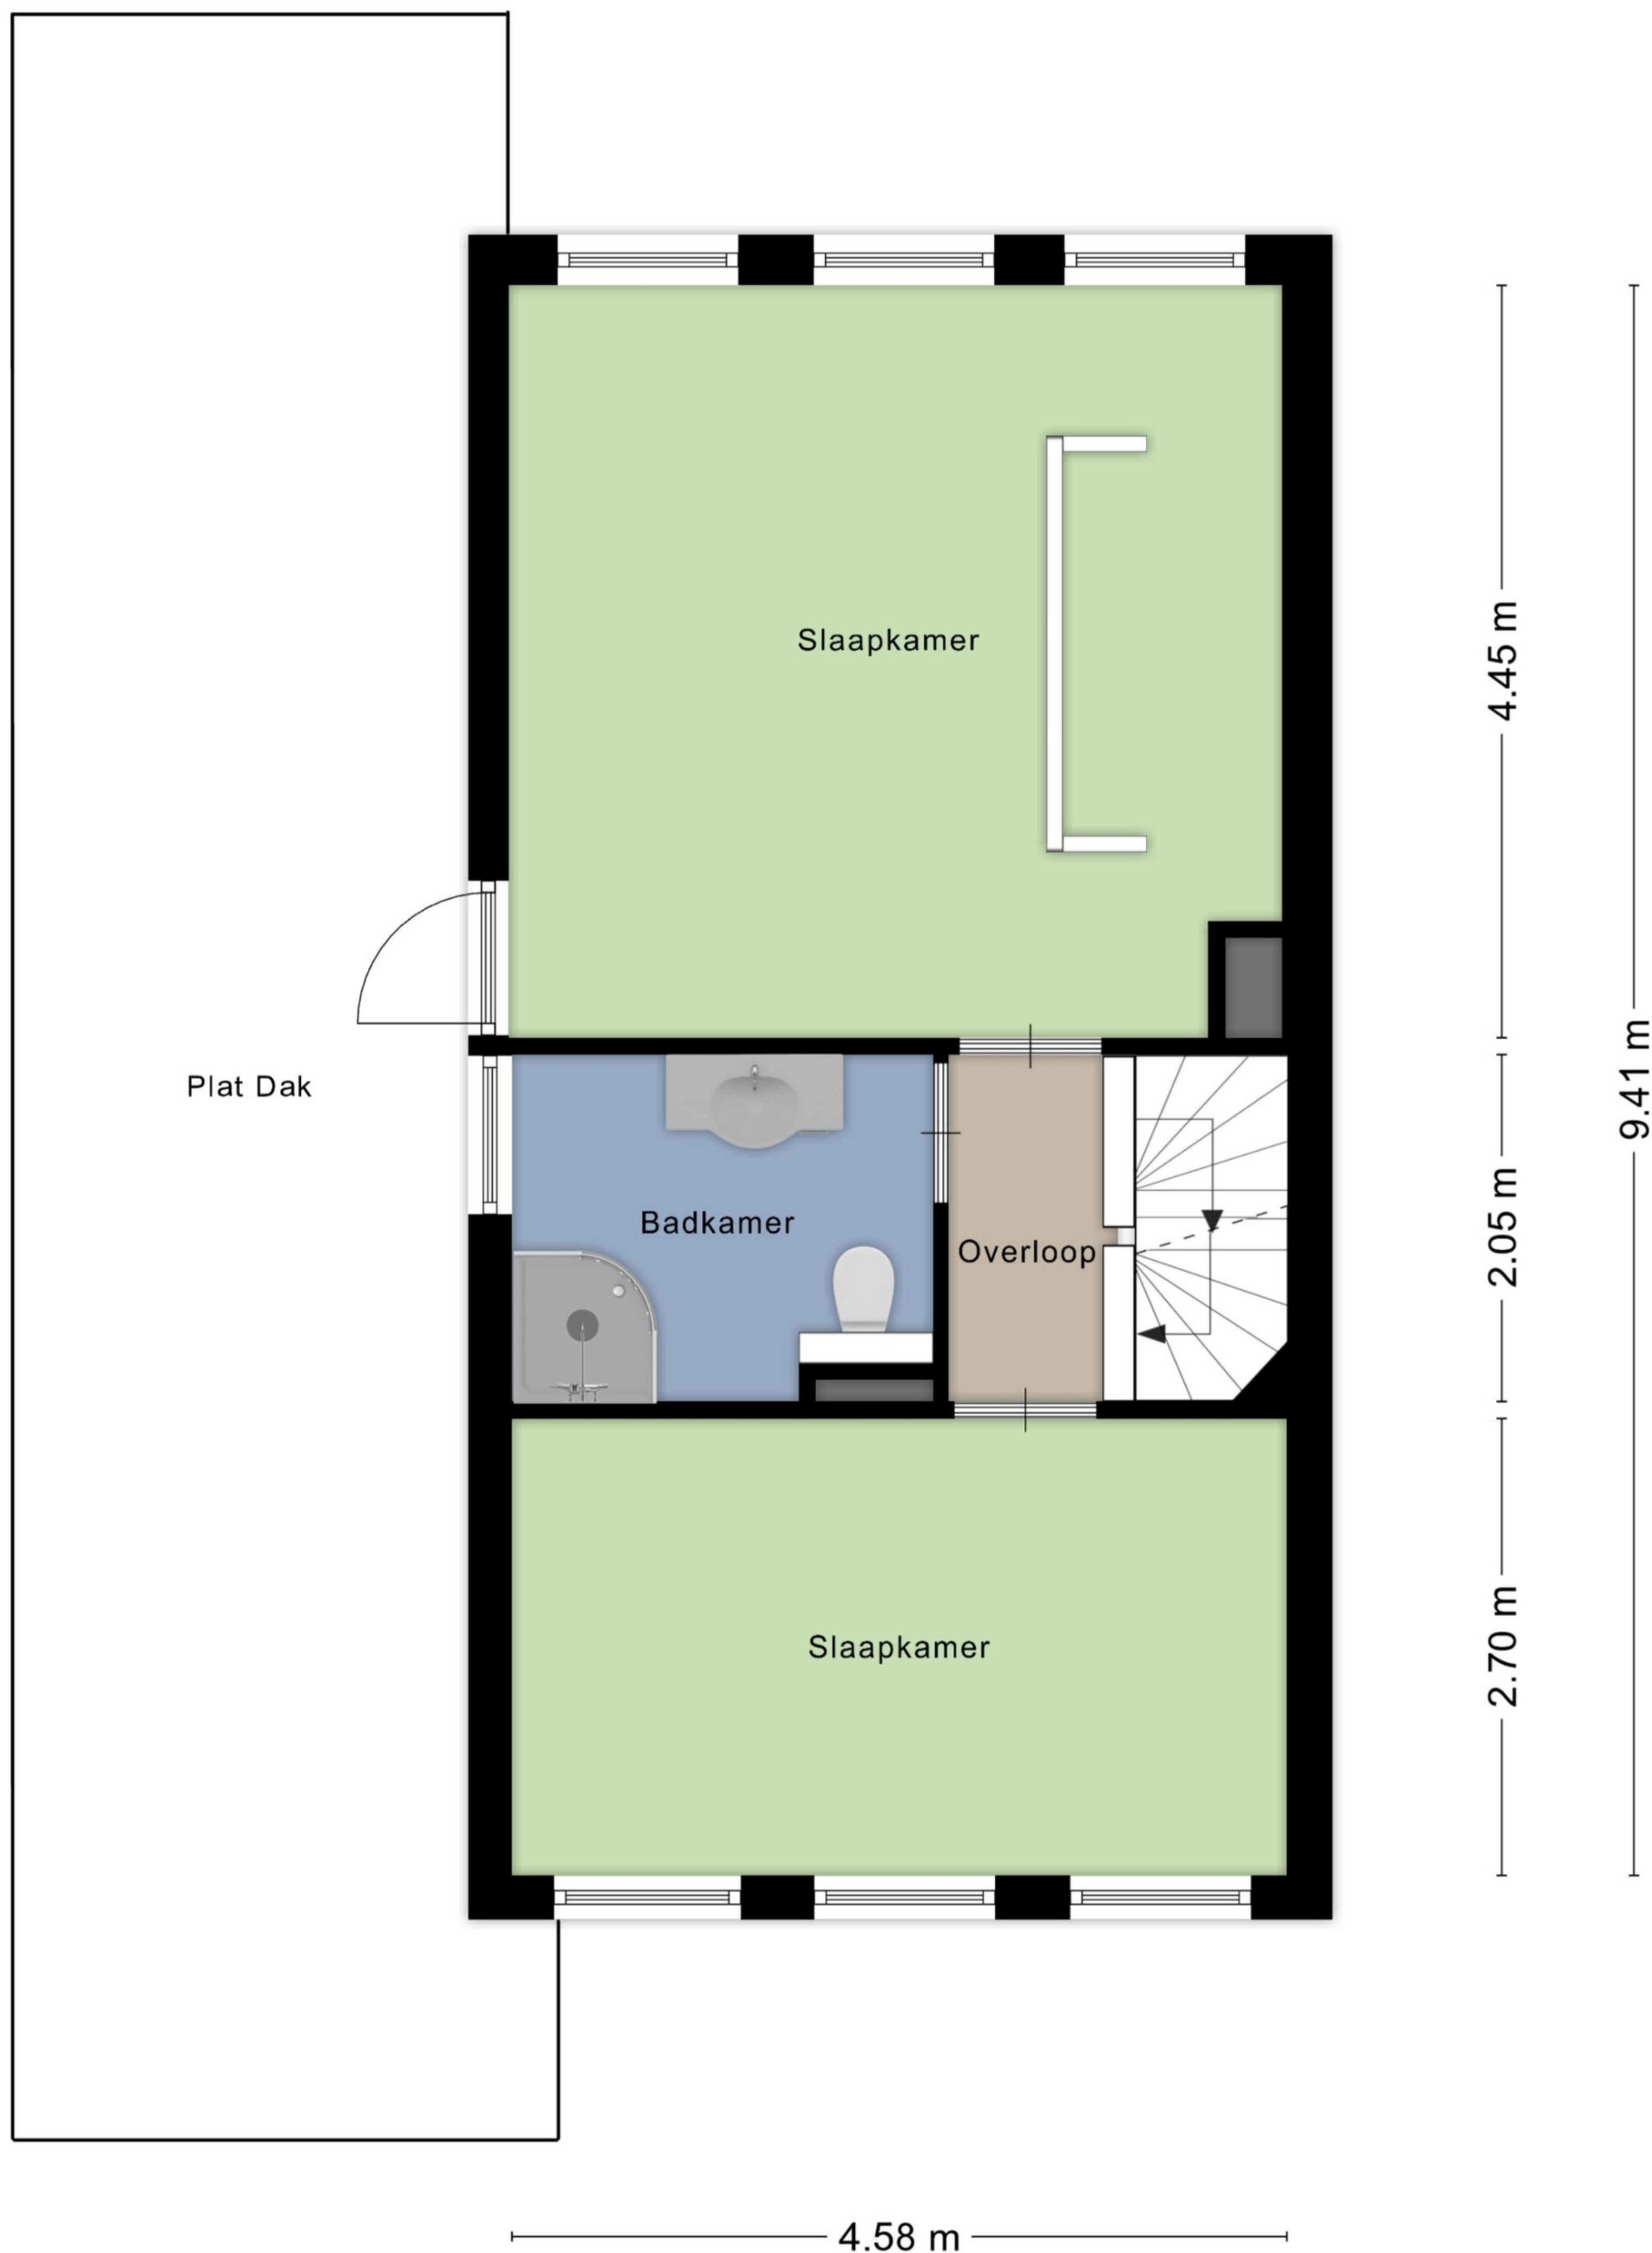 Slaapkamer
4.45 m
9.41 m
Plat Dak
Badkamer
Overloop
2.05 m
Slaapkamer
2.70 m
4.58 m